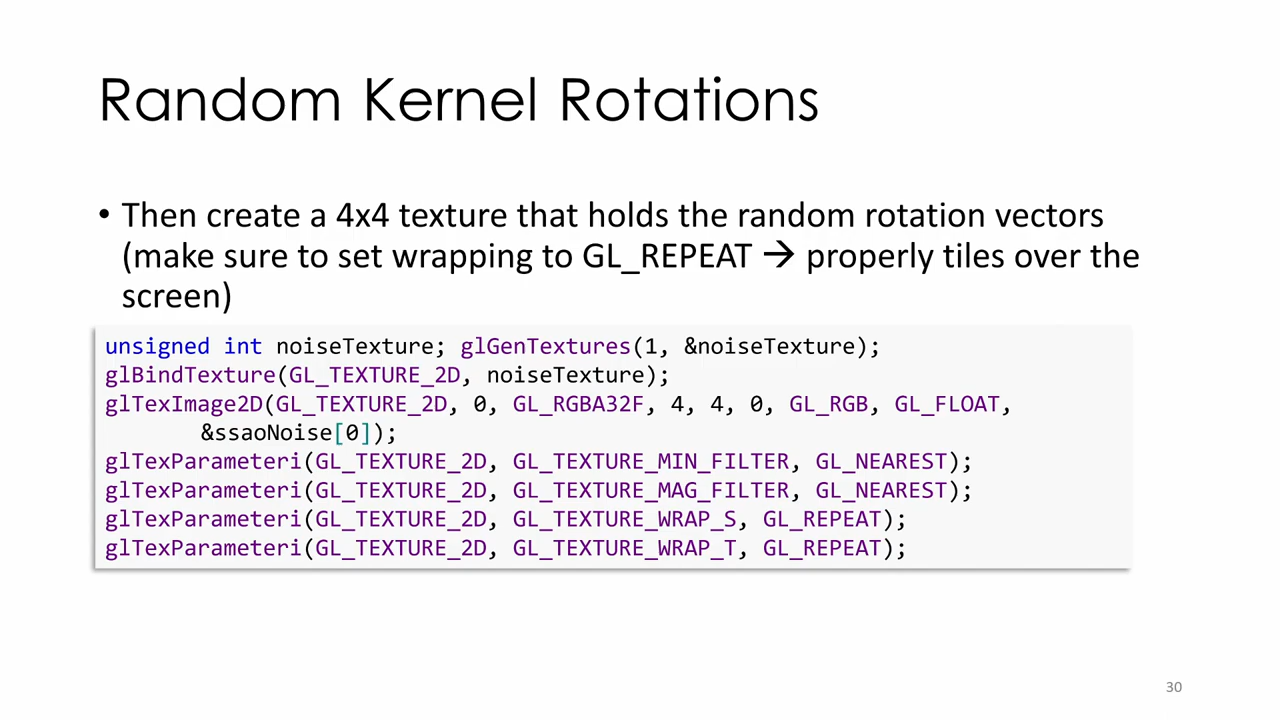 Random Kernel Rotations
• Then create a 4x4 texture that holds the random rotation vectors
(make sure to set wrapping to GL_REPEAT → properly tiles over the
screen)
unsigned int noiseTexture; glGenTextures(1, &noiseTexture);
glBindTexture(GL_TEXTURE_2D, noiseTexture);
glTexImage2D(GL_TEXTURE_2D, 0, GL_RGBA32F, 4, 4, 0, GL_RGB, GL_FLOAT,
&ssaoNoise[0]);
glTexParameteri(GL_TEXTURE_2D, GL_TEXTURE_MIN_FILTER, GL_NEAREST);
glTexParameteri(GL_TEXTURE_2D, GL_TEXTURE_MAG_FILTER, GL_NEAREST);
glTexParameteri(GL_TEXTURE_2D, GL_TEXTURE_WRAP_S, GL_REPEAT);
glTexParameteri(GL_TEXTURE_2D, GL_TEXTURE_WRAP_T, GL_REPEAT);
30